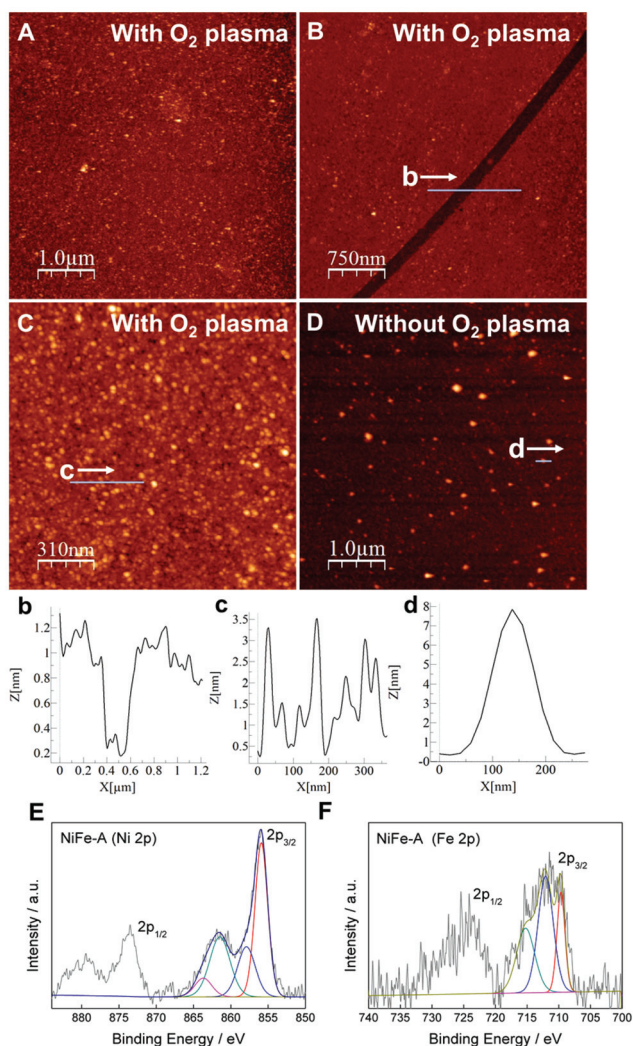 A With O₂ plasma
B With O₂ plasma
b
1.0µm
750nm
C With O₂ plasma
D Without O₂ plasma
c
d
310nm
1.0µm
b
c
d
1.2
1.0
0.8
0.6
0.4
0.2
Z[nm]
0 0.2 0.4 0.6 0.8 1.0 1.2
X[µm]
3.5
3.0
2.5
2.0
1.5
1.0
0.5
Z[nm]
0 100 200 300
X[nm]
8
7
6
5
4
3
2
1
-0
Z[nm]
0 100 200
X[nm]
E
NiFe-A (Ni 2p)
2p₃/₂
2p₁/₂
Intensity / a.u.
880 875 870 865 860 855 850
Binding Energy / eV
F
NiFe-A (Fe 2p)
2p₃/₂
2p₁/₂
Intensity / a.u.
740 735 730 725 720 715 710 705 700
Binding Energy / eV